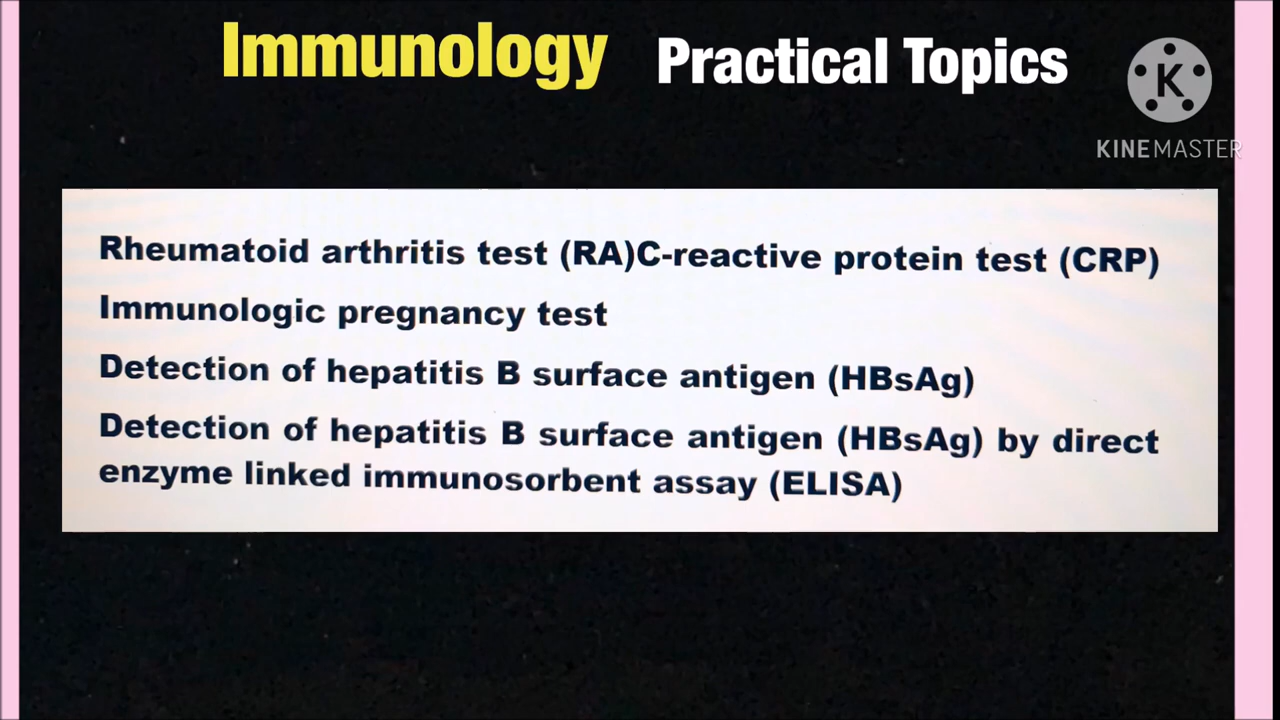 Immunology Practical Topics
KINEMASTER
Rheumatoid arthritis test (RA)C-reactive protein test (CRP)
Immunologic pregnancy test
Detection of hepatitis B surface antigen (HBsAg)
Detection of hepatitis B surface antigen (HBsAg) by direct
enzyme linked immunosorbent assay (ELISA)